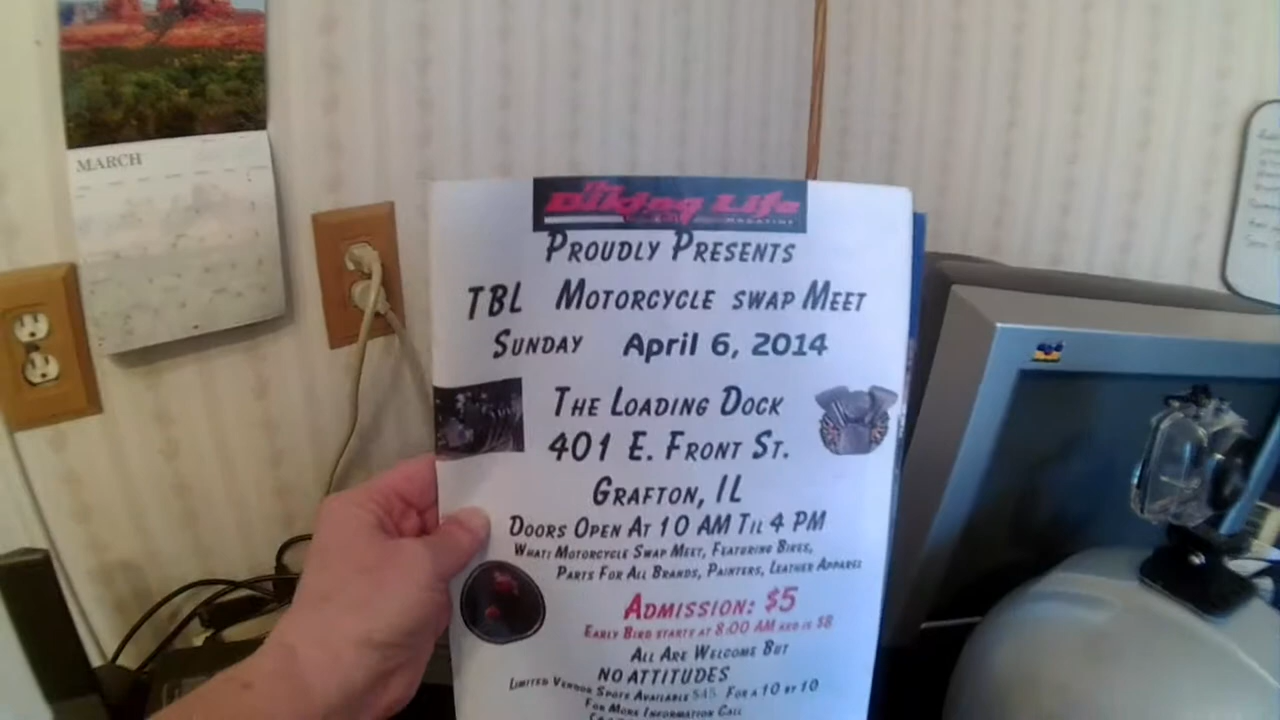 MARCH
The
Biking Life
MAGAZINE
PROUDLY PRESENTS
TBL MOTORCYCLE SWAP MEET
SUNDAY April 6, 2014
THE LOADING DOCK
401 E. FRONT ST.
GRAFTON, IL
DOORS OPEN AT 10 AM TIL 4 PM
WHAT: MOTORCYCLE SWAP MEET, FEATURING BIKES,
PARTS FOR ALL BRANDS, PAINTERS, LEATHER APPAREL
ADMISSION: $5
EARLY BIRD STARTS AT 8:00 AM AND IS $8
ALL ARE WELCOME BUT
NO ATTITUDES
LIMITED VENDOR SPOTS AVAILABLE $45 FOR A 10 BY 10
FOR MORE INFORMATION CALL